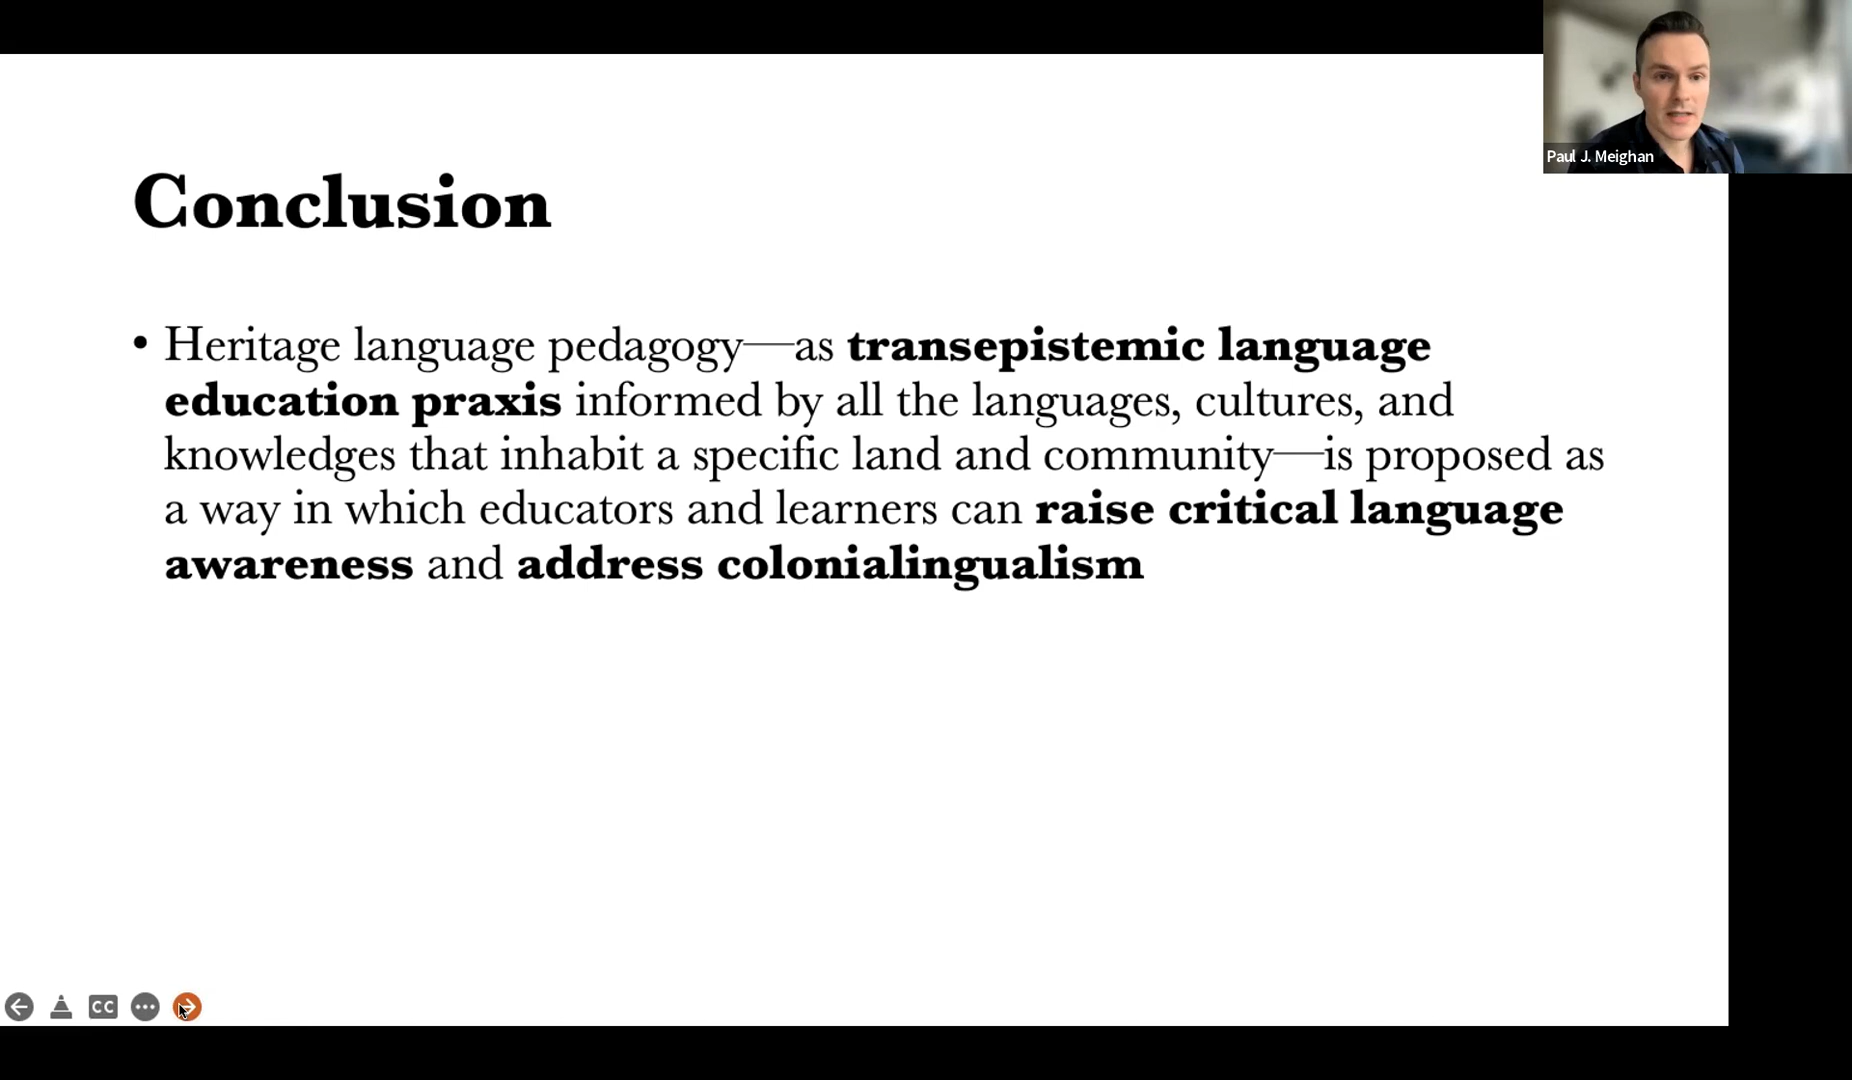 Paul J. Meighan
Conclusion
• Heritage language pedagogy—as transepistemic language
education praxis informed by all the languages, cultures, and
knowledges that inhabit a specific land and community—is proposed as
a way in which educators and learners can raise critical language
awareness and address colonialingualism
CC